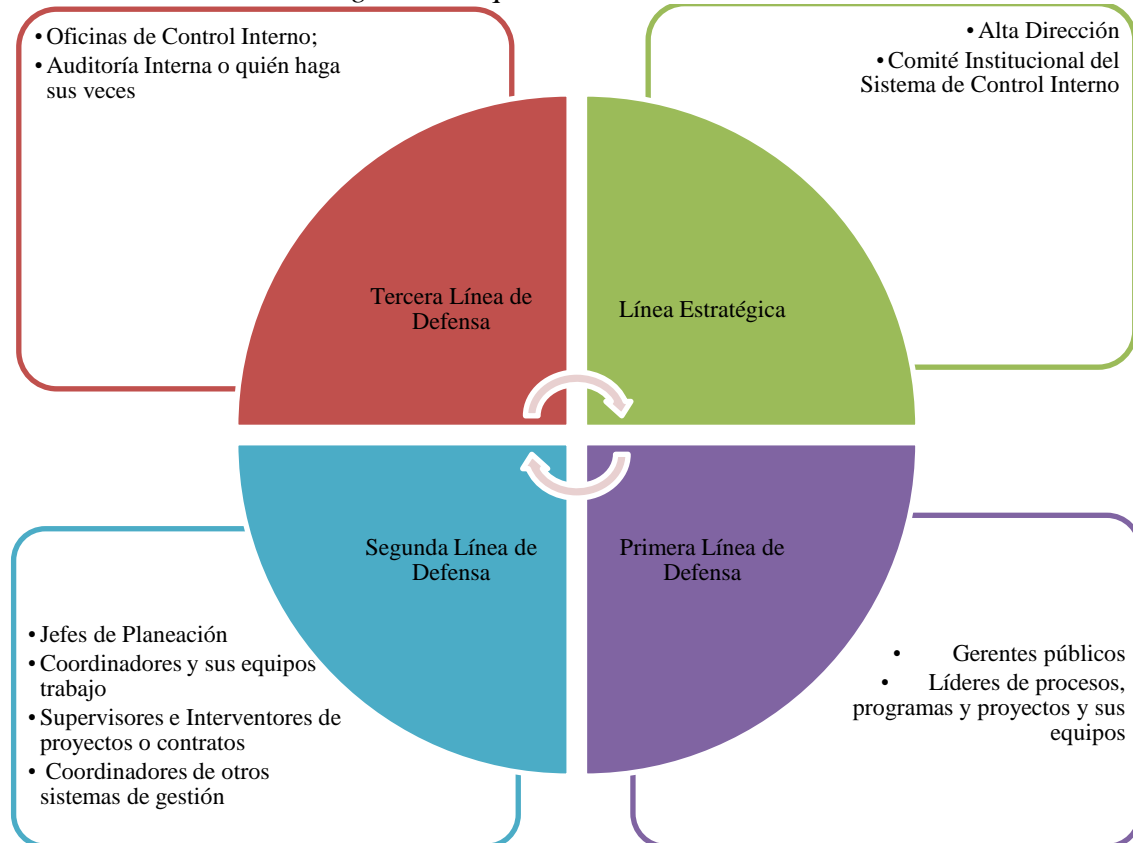 • Oficinas de Control Interno;
• Auditoría Interna o quién haga
sus veces
• Alta Dirección
• Comité Institucional del
Sistema de Control Interno
Tercera Línea de
Defensa
Línea Estratégica
Segunda Línea de
Defensa
Primera Línea de
Defensa
• Jefes de Planeación
• Coordinadores y sus equipos
trabajo
• Supervisores e Interventores de
proyectos o contratos
• Coordinadores de otros
sistemas de gestión
• Gerentes públicos
• Líderes de procesos,
programas y proyectos y sus
equipos